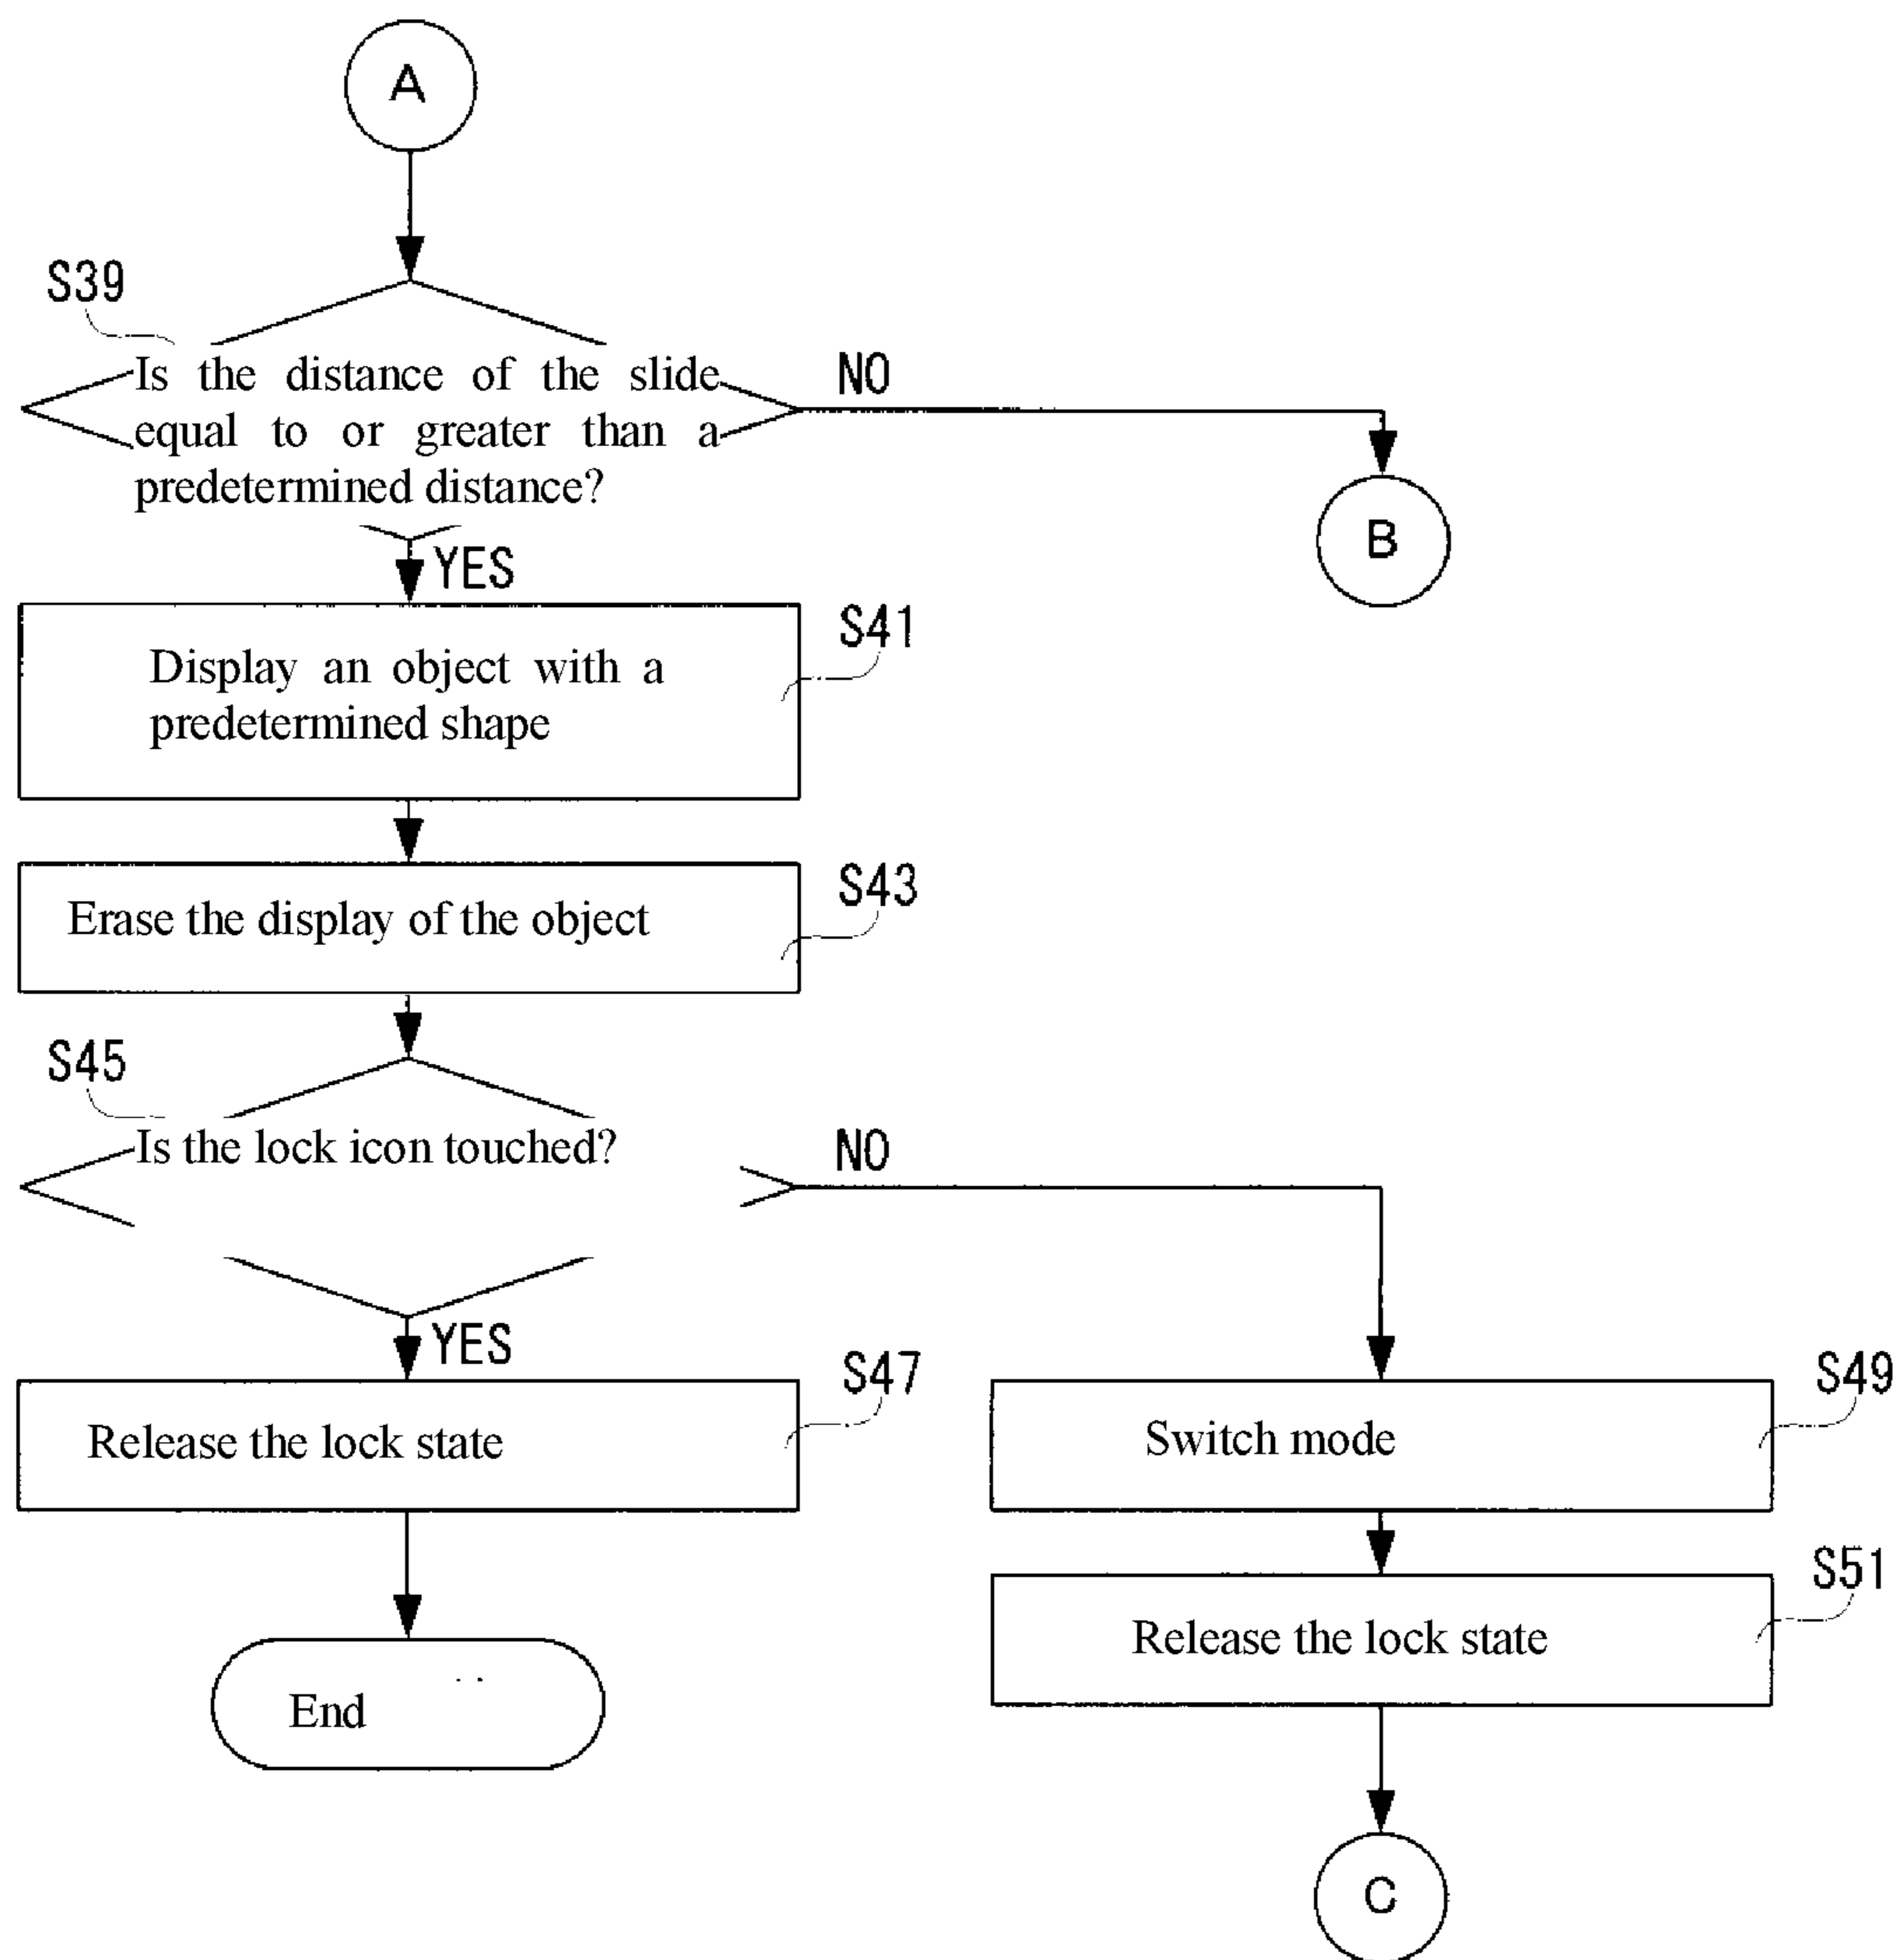 A
S39
Is the distance of the slide
equal to or greater than a
predetermined distance?
NO
B
YES
S41
Display an object with a
predetermined shape
S43
Erase the display of the object
S45
Is the lock icon touched?
NO
YES
S47
Release the lock state
S49
Switch mode
S51
Release the lock state
End
C